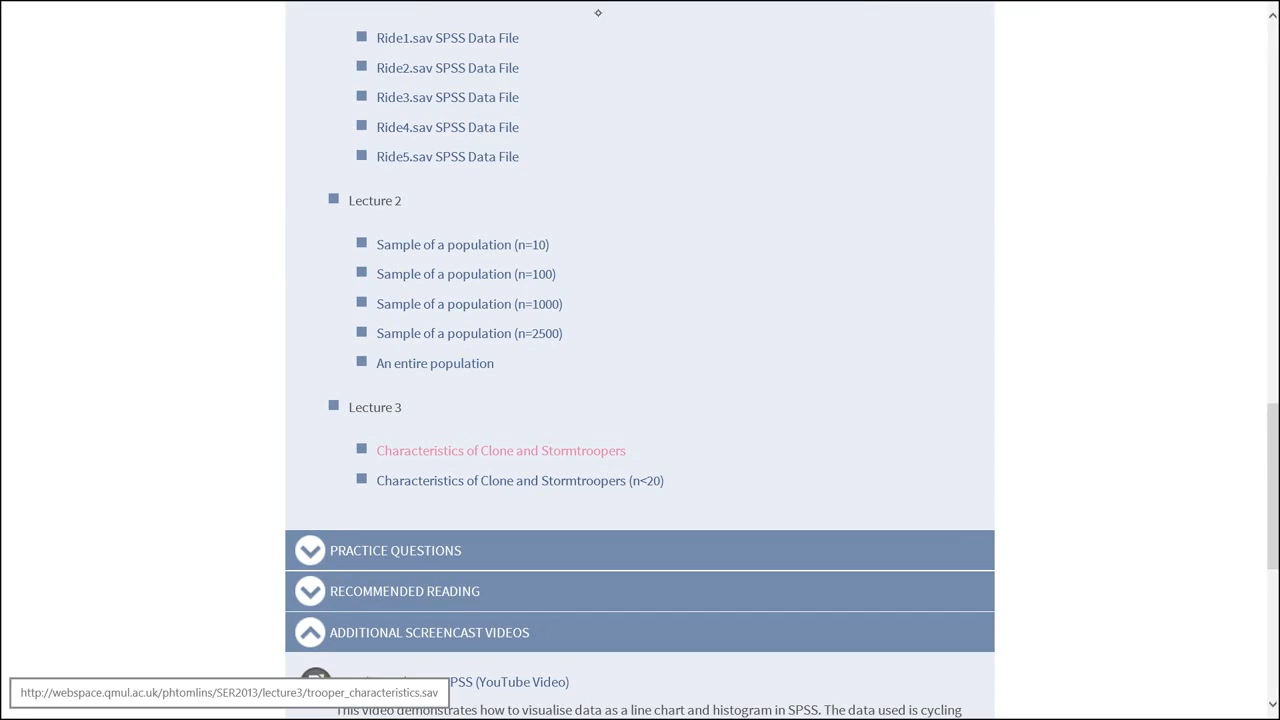 Ride1.sav SPSS Data File
Ride2.sav SPSS Data File
Ride3.sav SPSS Data File
Ride4.sav SPSS Data File
Ride5.sav SPSS Data File
Lecture 2
Sample of a population (n=10)
Sample of a population (n=100)
Sample of a population (n=1000)
Sample of a population (n=2500)
An entire population
Lecture 3
Characteristics of Clone and Stormtroopers
Characteristics of Clone and Stormtroopers (n<20)
PRACTICE QUESTIONS
RECOMMENDED READING
ADDITIONAL SCREENCAST VIDEOS
SPSS (YouTube Video)
http://webspace.qmul.ac.uk/phtomlins/SER2013/lecture3/trooper_characteristics.sav
This video demonstrates how to visualise data as a line chart and histogram in SPSS. The data used is cycling